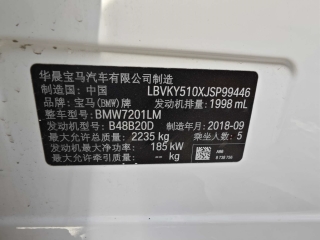 华晨宝马汽车有限公司制造
制造国：中国 LBVKY510XJSP99446
品牌：宝马(BMW)牌 发动机排量：1998 mL
整车型号：BMW7201LM
发动机型号：B48B20D 制造年月：2018-09
最大允许总质量：2235 kg 乘坐人数：5
发动机最大净功率：185 kW
最大允许牵引质量：-- kg